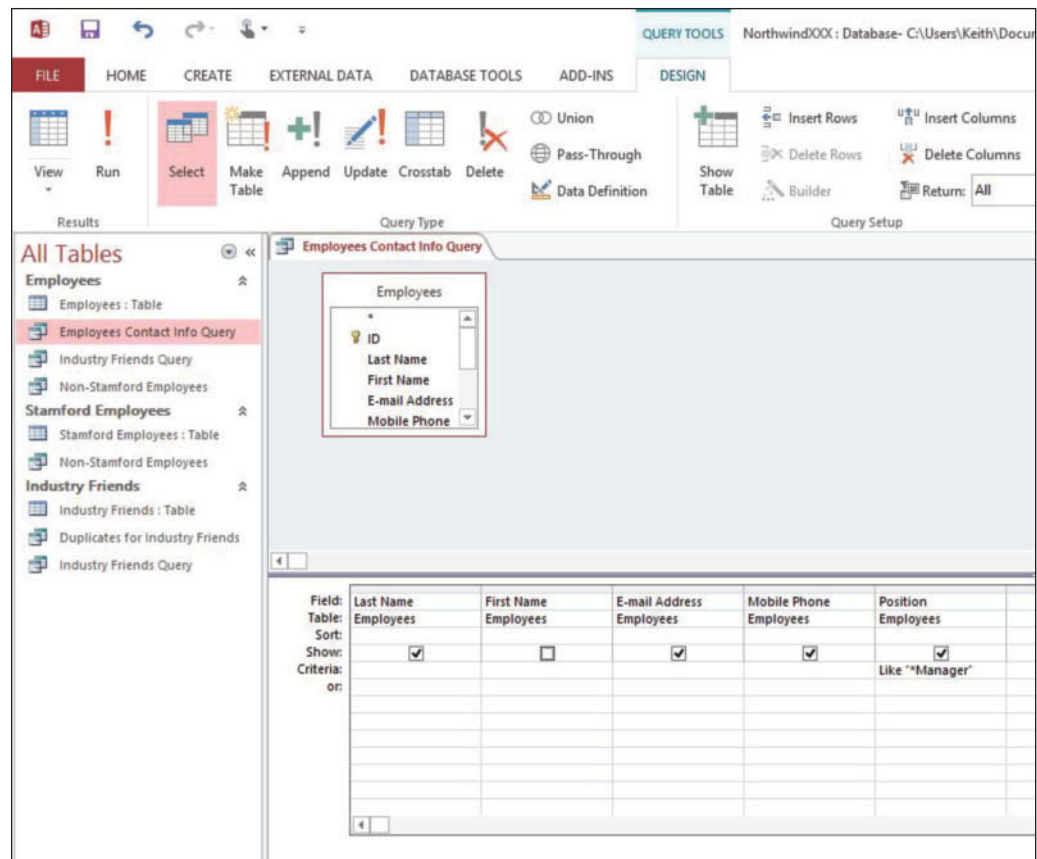 QUERY TOOLS
NorthwindXXX : Database- C:\Users\Keith\Docu
FILE HOME CREATE EXTERNAL DATA DATABASE TOOLS ADD-INS DESIGN
View
Run
Select
Make
Table
Append
Update
Crosstab
Delete
Union
Pass-Through
Data Definition
Show
Table
Insert Rows
Delete Rows
Builder
Insert Columns
Delete Columns
Return: All
Results
Query Type
Query Setup
All Tables
Employees
Employees : Table
Employees Contact Info Query
Industry Friends Query
Non-Stamford Employees
Stamford Employees
Stamford Employees : Table
Non-Stamford Employees
Industry Friends
Industry Friends : Table
Duplicates for Industry Friends
Industry Friends Query
Employees Contact Info Query
Employees
*
ID
Last Name
First Name
E-mail Address
Mobile Phone
Field: Last Name First Name E-mail Address Mobile Phone Position
Table: Employees Employees Employees Employees Employees
Sort:
Show:
Criteria: Like "*Manager"
or: